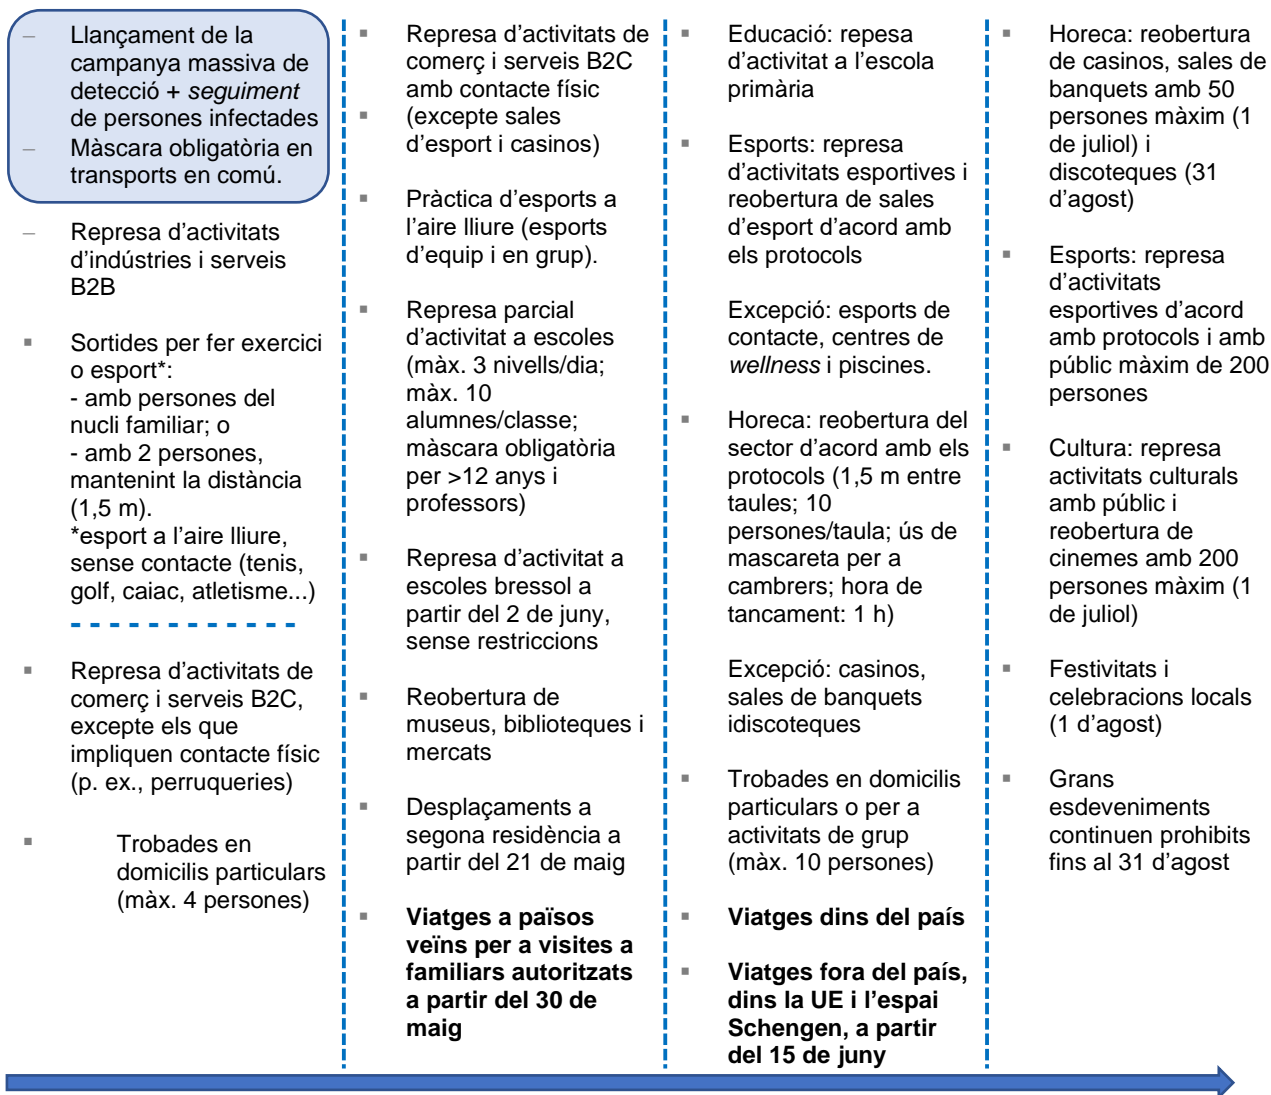 – Llançament de la
campanya massiva de
detecció + seguiment
de persones infectades
– Màscara obligatòria en
transports en comú.
– Represa d’activitats
d’indústries i serveis
B2B
▪ Sortides per fer exercici
o esport*:
- amb persones del
nucli familiar; o
- amb 2 persones,
mantenint la distància
(1,5 m).
*esport a l’aire lliure,
sense contacte (tenis,
golf, caiac, atletisme...)
▪ Represa d’activitats de
comerç i serveis B2C,
excepte els que
impliquen contacte físic
(p. ex., perruqueries)
▪ Trobades en
domicilis particulars
(màx. 4 persones)
▪ Represa d’activitats de
comerç i serveis B2C
amb contacte físic
▪ (excepte sales
d’esport i casinos)
▪ Pràctica d’esports a
l’aire lliure (esports
d’equip i en grup).
▪ Represa parcial
d’activitat a escoles
(màx. 3 nivells/dia;
màx. 10
alumnes/classe;
màscara obligatòria
per >12 anys i
professors)
▪ Represa d’activitat a
escoles bressol a
partir del 2 de juny,
sense restriccions
▪ Reobertura de
museus, biblioteques i
mercats
▪ Desplaçaments a
segona residència a
partir del 21 de maig
▪ Viatges a països
veïns per a visites a
familiars autoritzats
a partir del 30 de
maig
▪ Educació: repesa
d’activitat a l’escola
primària
▪ Esports: represa
d’activitats esportives i
reobertura de sales
d’esport d’acord amb
els protocols
Excepció: esports de
contacte, centres de
wellness i piscines.
▪ Horeca: reobertura del
sector d’acord amb els
protocols (1,5 m entre
taules; 10
persones/taula; ús de
mascareta per a
cambrers; hora de
tancament: 1 h)
Excepció: casinos,
sales de banquets
idiscoteques
▪ Trobades en domicilis
particulars o per a
activitats de grup
(màx. 10 persones)
▪ Viatges dins del país
▪ Viatges fora del país,
dins la UE i l’espai
Schengen, a partir
del 15 de juny
▪ Horeca: reobertura
de casinos, sales de
banquets amb 50
persones màxim (1
de juliol) i
discoteques (31
d’agost)
▪ Esports: represa
d’activitats
esportives d’acord
amb protocols i amb
públic màxim de 200
persones
▪ Cultura: represa
activitats culturals
amb públic i
reobertura de
cinemes amb 200
persones màxim (1
de juliol)
▪ Festivitats i
celebracions locals
(1 d’agost)
▪ Grans
esdeveniments
continuen prohibits
fins al 31 d’agost